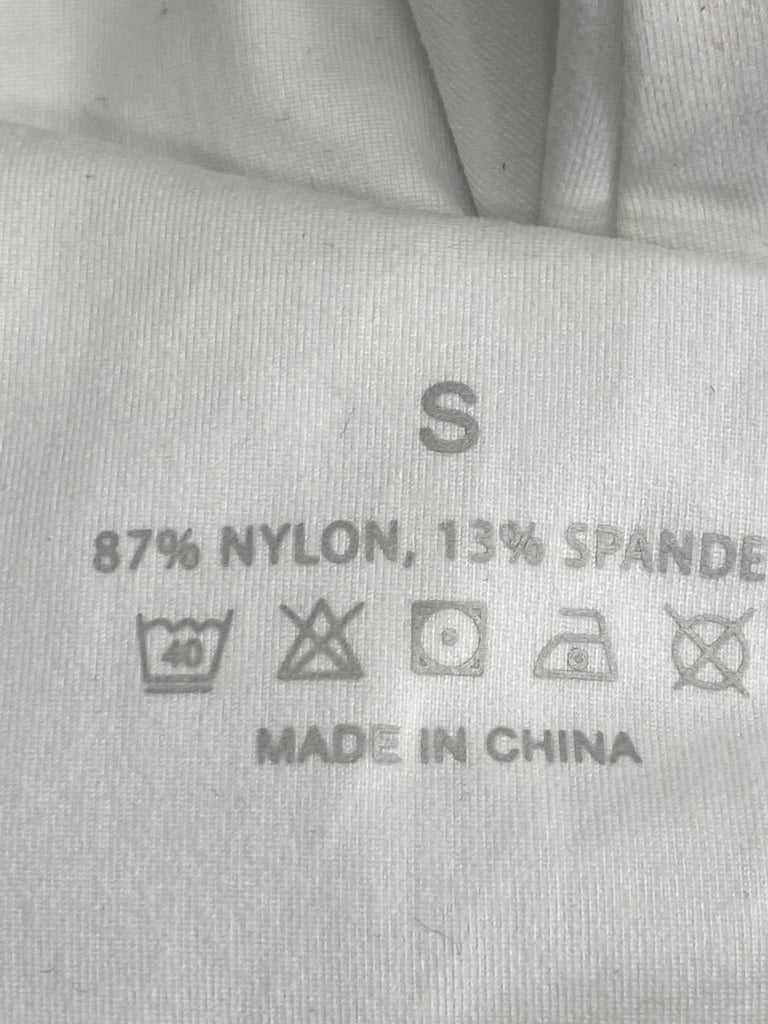 S
87% NYLON, 13% SPANDE
40
MADE IN CHINA